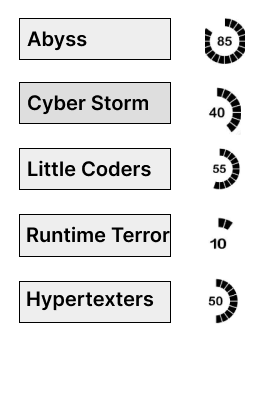 Abyss 85
Cyber Storm 40
Little Coders 55
Runtime Terror 10
Hypertexters 50